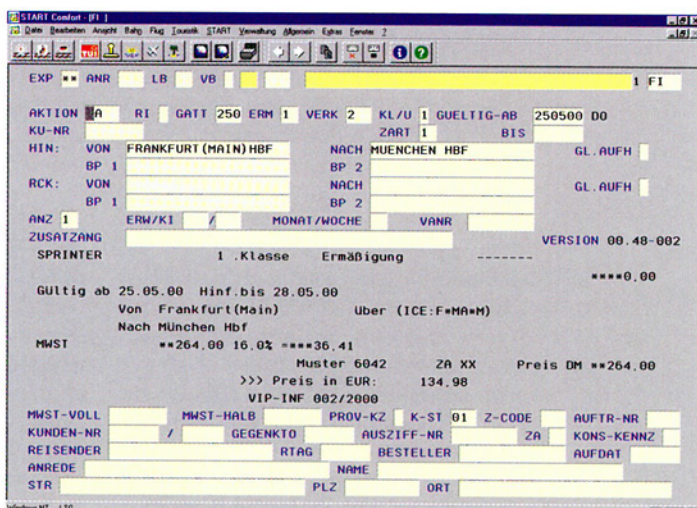 START Comfort - [FI ]
Datei Bearbeiten Ansicht Bahn Flug Touristik START Verwaltung Allgemein Extras Fenster ?
EXP ** ANR LB VB 1 FI
AKTION A RI GATT 250 ERM 1 VERK 2 KL/U 1 GUELTIG-AB 250500 DO
KU-NR ZART 1 BIS
HIN: VON FRANKFURT(MAIN)HBF NACH MUENCHEN HBF GL.AUFH
BP 1 BP 2
RCK: VON NACH GL.AUFH
BP 1 BP 2
ANZ 1 ERW/KI / MONAT/WOCHE VANR
ZUSATZANG VERSION 00.48-002
SPRINTER 1 .Klasse Ermäßigung -------
****0,00
Gültig ab 25.05.00 Hinf.bis 28.05.00
Von Frankfurt(Main) über (ICE:F*MA*M)
Nach München Hbf
MWST **264,00 16,0% =****36,41
Muster 6042 ZA XX Preis DM **264,00
>>> Preis in EUR: 134,98
VIP-INF 002/2000
MWST-VOLL MWST-HALB PROV-KZ K-ST 01 Z-CODE AUFTR-NR
KUNDEN-NR / GEGENKTO AUSZIFF-NR ZA KONS-KENNZ
REISENDER RTAG BESTELLER AUFDAT
ANREDE NAME
STR PLZ ORT